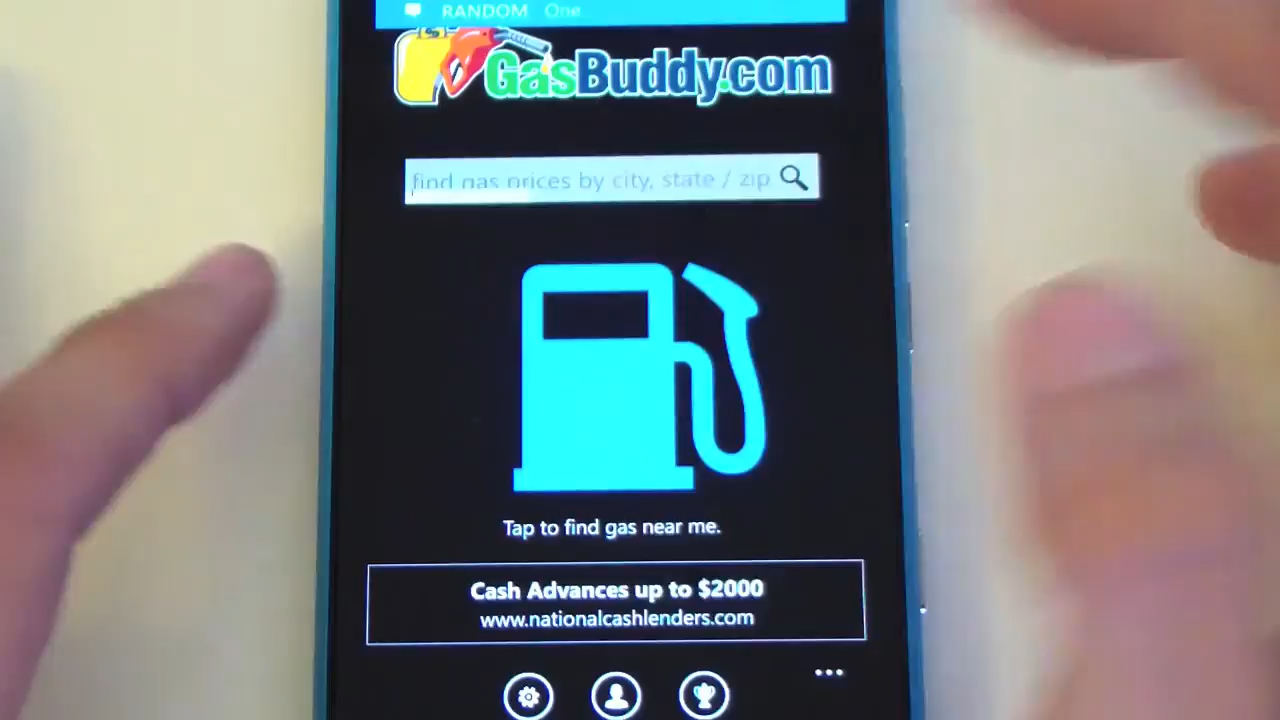 RANDOM One
GasBuddy.com
find gas prices by city, state / zip
Tap to find gas near me.
Cash Advances up to $2000
www.nationalcashlenders.com